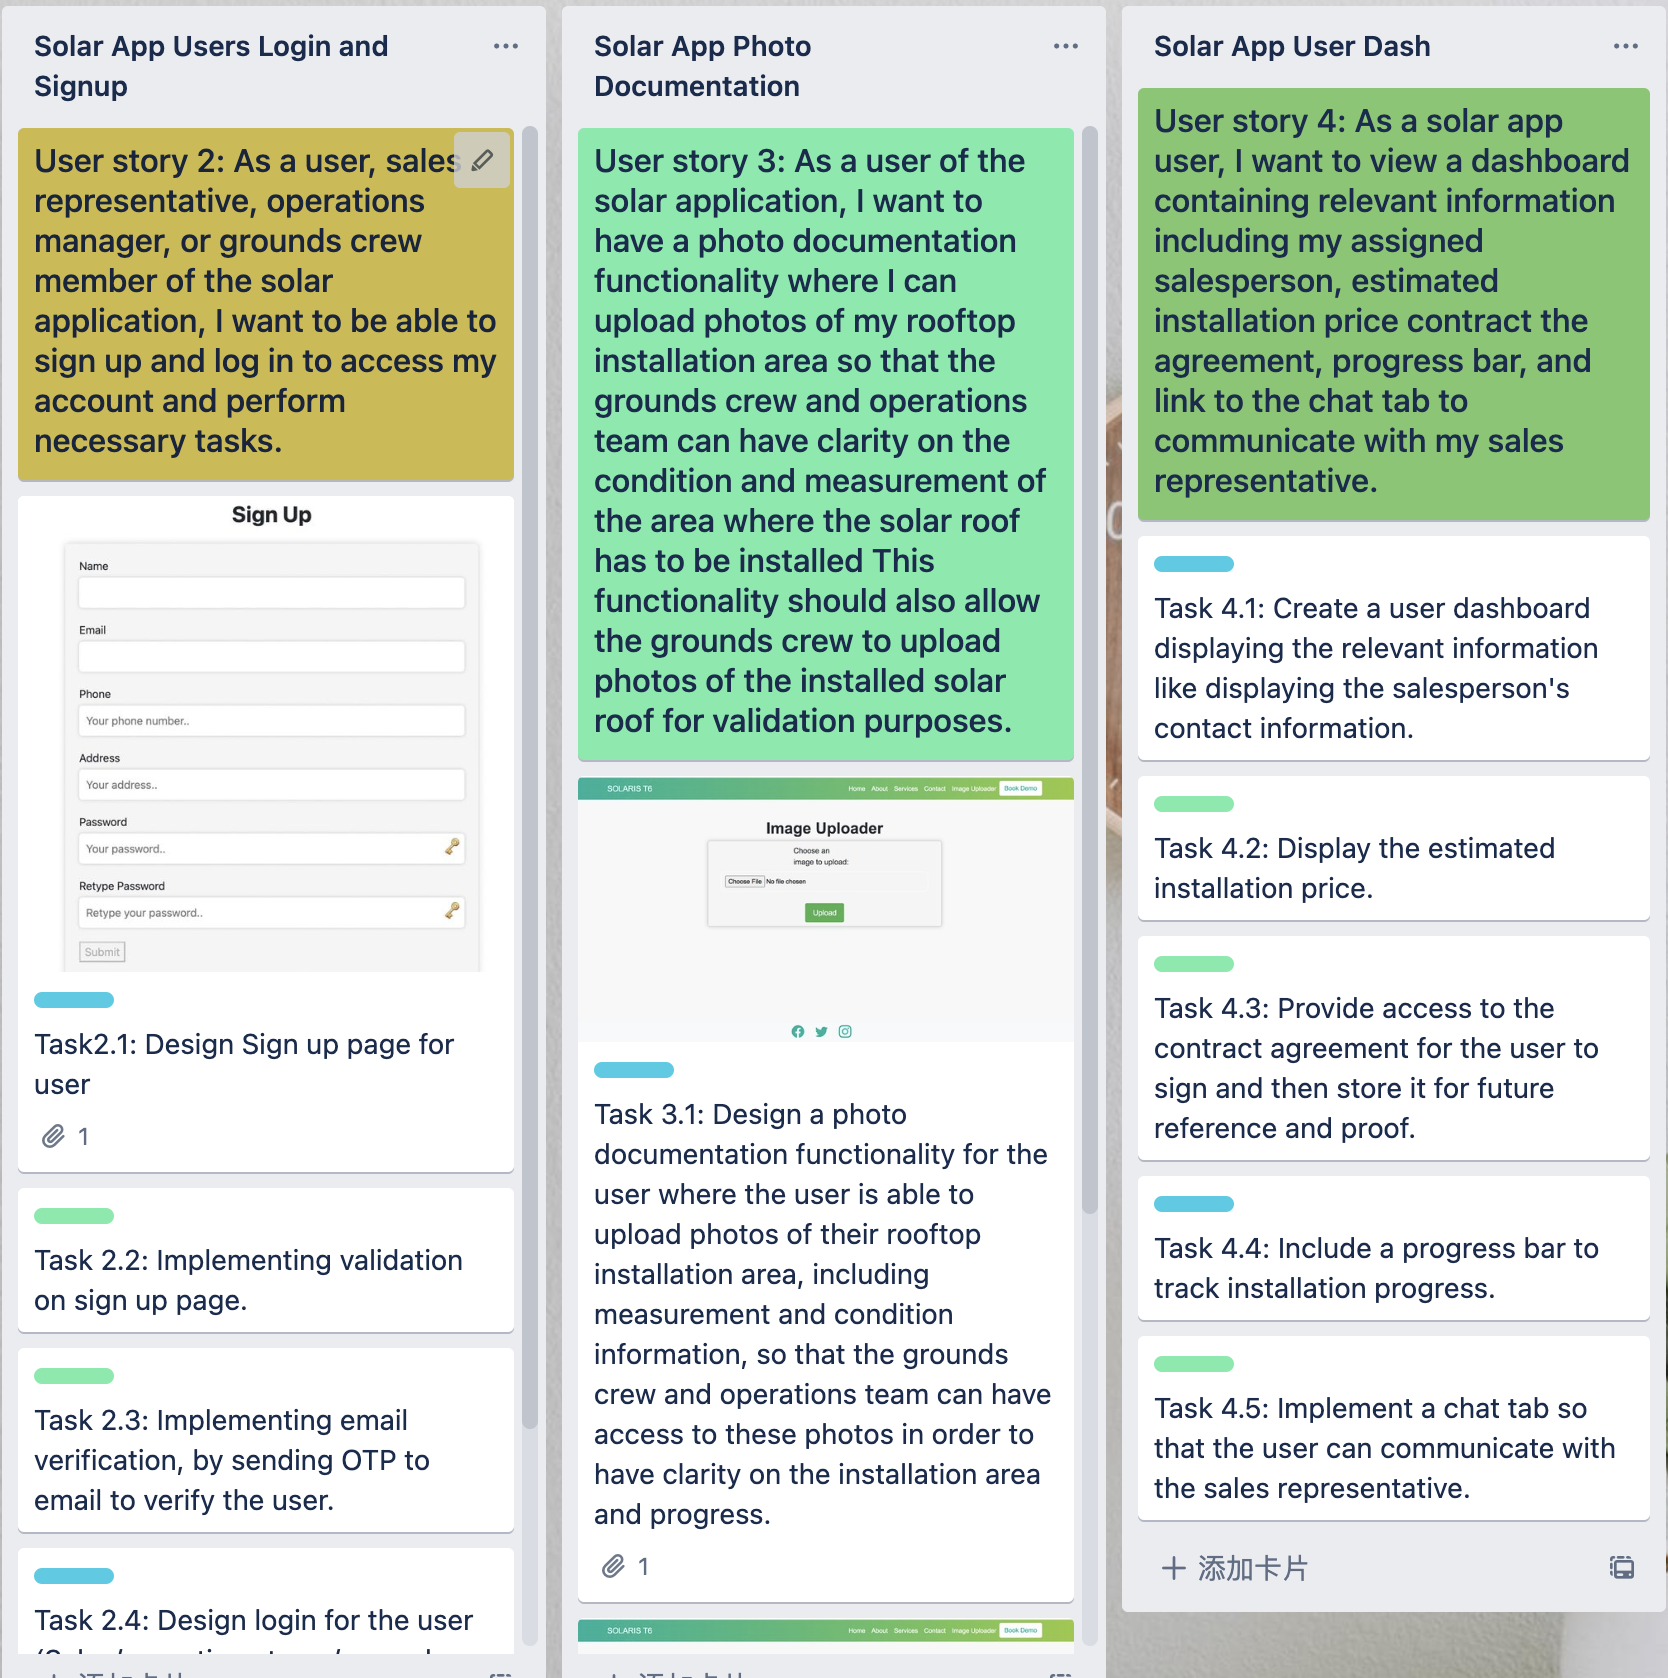 Solar App Users Login and
Signup
User story 2: As a user, sales
representative, operations
manager, or grounds crew
member of the solar
application, I want to be able to
sign up and log in to access my
account and perform
necessary tasks.
Sign Up
Name
Email
Phone
Your phone number..
Address
Your address..
Password
Your password..
Retype Password
Retype your password..
Submit
Task2.1: Design Sign up page for
user
1
Task 2.2: Implementing validation
on sign up page.
Task 2.3: Implementing email
verification, by sending OTP to
email to verify the user.
Task 2.4: Design login for the user
Solar App Photo
Documentation
User story 3: As a user of the
solar application, I want to
have a photo documentation
functionality where I can
upload photos of my rooftop
installation area so that the
grounds crew and operations
team can have clarity on the
condition and measurement of
the area where the solar roof
has to be installed This
functionality should also allow
the grounds crew to upload
photos of the installed solar
roof for validation purposes.
SOLARIS T6 Home About Services Contact Image Uploader Book Demo
Image Uploader
Choose an
image to upload:
Choose File No file chosen
Upload
Task 3.1: Design a photo
documentation functionality for the
user where the user is able to
upload photos of their rooftop
installation area, including
measurement and condition
information, so that the grounds
crew and operations team can have
access to these photos in order to
have clarity on the installation area
and progress.
1
SOLARIS T6 Home About Services Contact Image Uploader Book Demo
Solar App User Dash
User story 4: As a solar app
user, I want to view a dashboard
containing relevant information
including my assigned
salesperson, estimated
installation price contract the
agreement, progress bar, and
link to the chat tab to
communicate with my sales
representative.
Task 4.1: Create a user dashboard
displaying the relevant information
like displaying the salesperson's
contact information.
Task 4.2: Display the estimated
installation price.
Task 4.3: Provide access to the
contract agreement for the user to
sign and then store it for future
reference and proof.
Task 4.4: Include a progress bar to
track installation progress.
Task 4.5: Implement a chat tab so
that the user can communicate with
the sales representative.
添加卡片